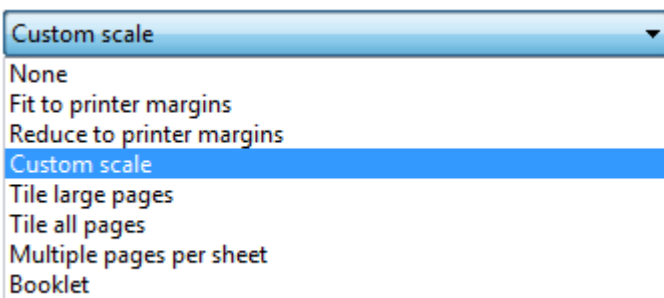 Custom scale
None
Fit to printer margins
Reduce to printer margins
Custom scale
Tile large pages
Tile all pages
Multiple pages per sheet
Booklet